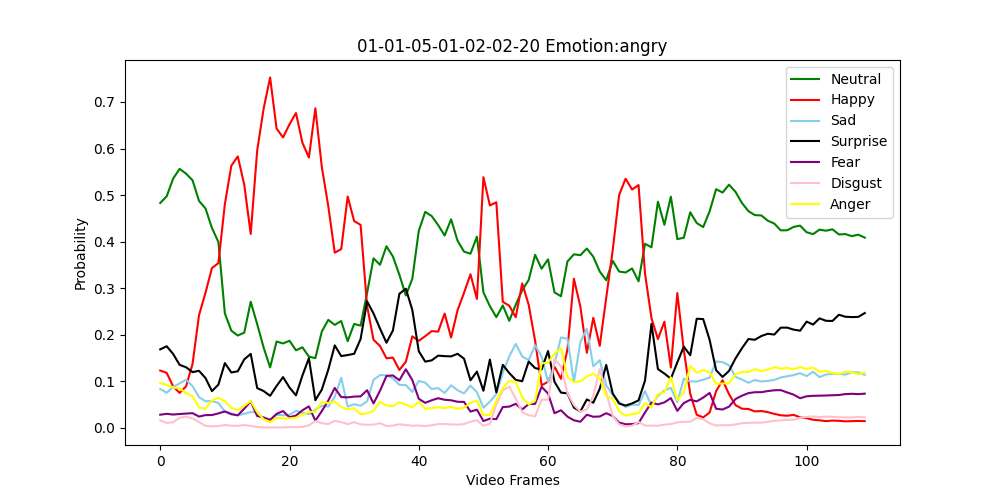 01-01-05-01-02-02-20 Emotion:angry
Probability
0.7
0.6
0.5
0.4
0.3
0.2
0.1
0.0
0 20 40 60 80 100
Video Frames
Neutral
Happy
Sad
Surprise
Fear
Disgust
Anger